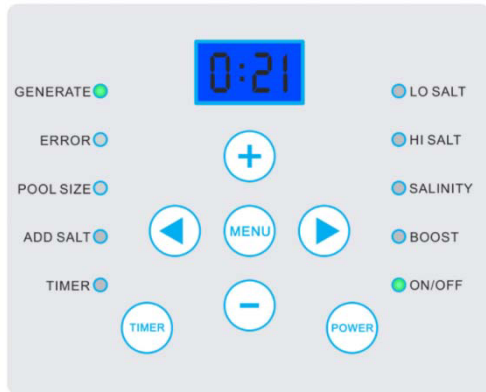 0:21
GENERATE
LO SALT
ERROR
HI SALT
+
POOL SIZE
SALINITY
ADD SALT
MENU
BOOST
TIMER
ON/OFF
−
TIMER
POWER